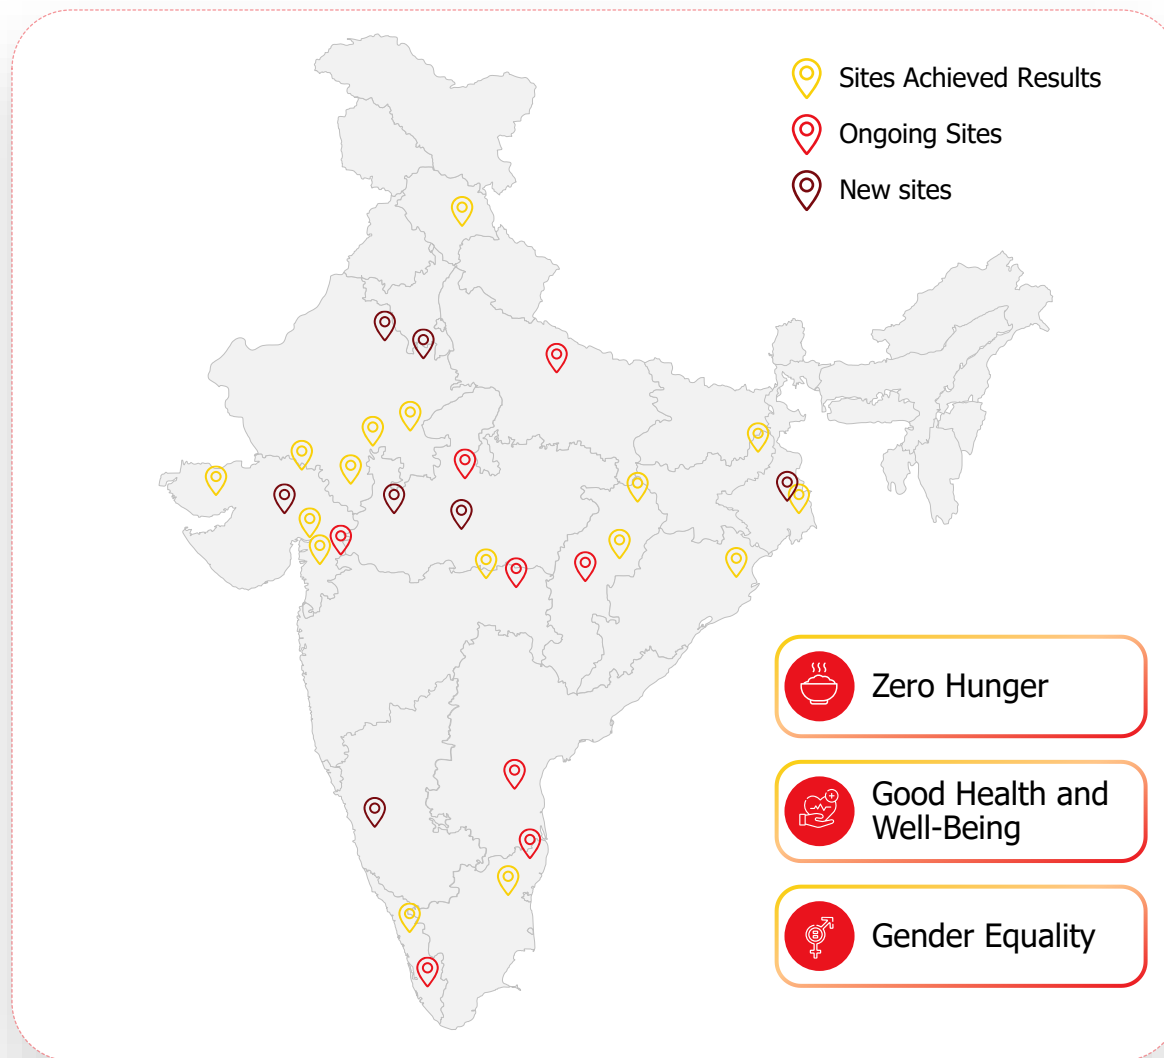 Sites Achieved Results
Ongoing Sites
New sites
Zero Hunger
Good Health and
Well-Being
Gender Equality